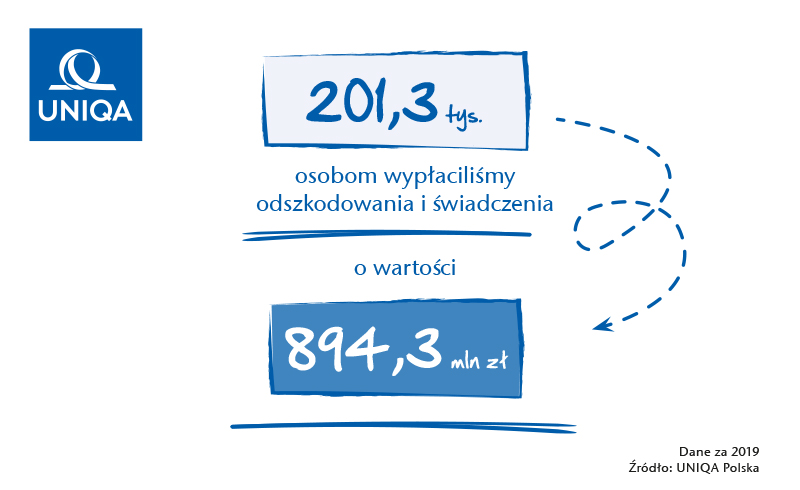 UNIQA
201,3 tys.
osobom wypłaciliśmy
odszkodowania i świadczenia
o wartości
894,3 mln zł
Dane za 2019
Źródło: UNIQA Polska